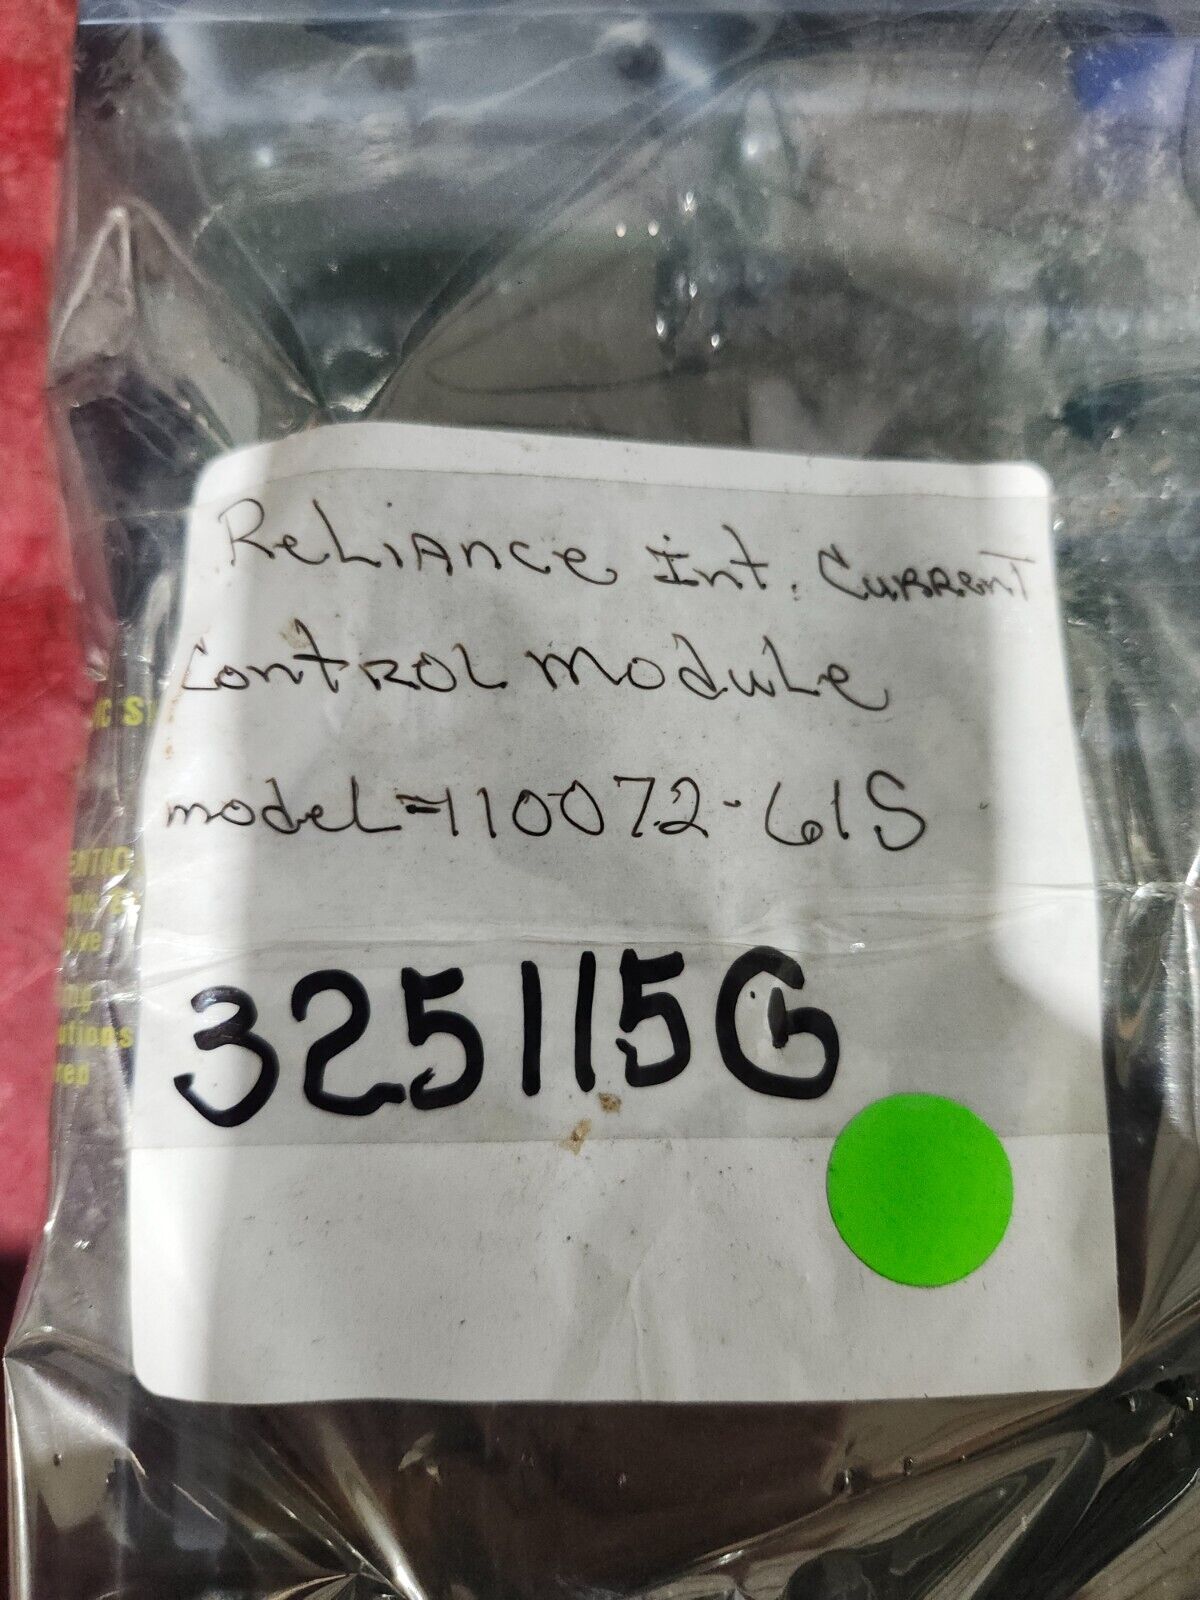 Reliance Int. Current
Control Module
model=110072-61S
325115G